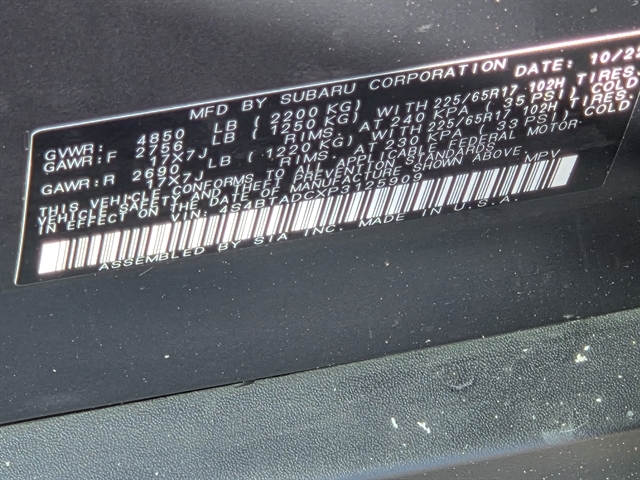 MFD BY SUBARU CORPORATION DATE: 10/22
GVWR: 4850 LB ( 2200 KG)
GAWR:F 2756 LB ( 1250 KG) WITH 225/65R17 102H TIRES,
17X7J RIMS, AT 240 KPA ( 35 PSI) COLD
GAWR:R 2690 LB ( 1220 KG) WITH 225/65R17 102H TIRES,
17X7J RIMS, AT 230 KPA ( 33 PSI) COLD
THIS VEHICLE CONFORMS TO ALL APPLICABLE FEDERAL MOTOR
VEHICLE SAFETY AND THEFT PREVENTION STANDARDS
IN EFFECT ON THE DATE OF MANUFACTURE SHOWN ABOVE.
VIN: 4S4BTADCXP3125909 MPV
ASSEMBLED BY SIA INC. MADE IN U.S.A.